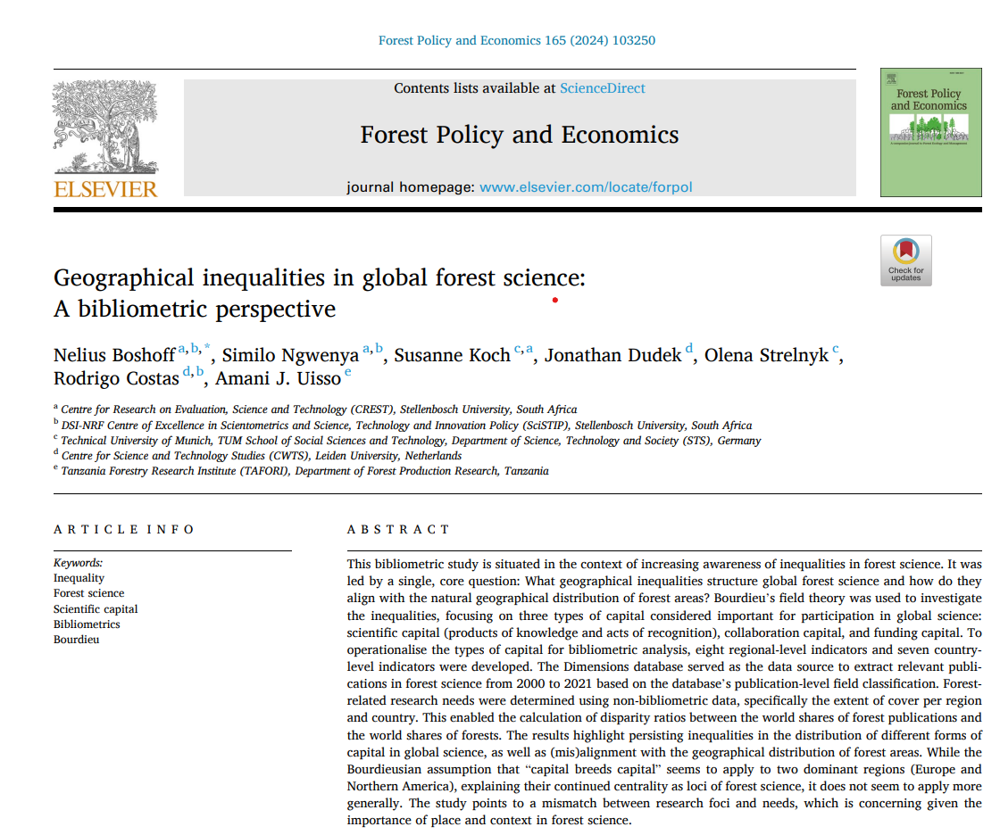 Forest Policy and Economics 165 (2024) 103250
Contents lists available at ScienceDirect
Forest Policy and Economics
journal homepage: www.elsevier.com/locate/forpol
ELSEVIER
Forest Policy
and Economics
Check for
updates
Geographical inequalities in global forest science:
A bibliometric perspective
Nelius Boshoff a,b,*, Similo Ngwenya a,b, Susanne Koch c,a, Jonathan Dudek d, Olena Strelnyk c,
Rodrigo Costas d,b, Amani J. Uisso e
a Centre for Research on Evaluation, Science and Technology (CREST), Stellenbosch University, South Africa
b DSI-NRF Centre of Excellence in Scientometrics and Science, Technology and Innovation Policy (SciSTIP), Stellenbosch University, South Africa
c Technical University of Munich, TUM School of Social Sciences and Technology, Department of Science, Technology and Society (STS), Germany
d Centre for Science and Technology Studies (CWTS), Leiden University, Netherlands
e Tanzania Forestry Research Institute (TAFORI), Department of Forest Production Research, Tanzania
ARTICLE INFO
Keywords:
Inequality
Forest science
Scientific capital
Bibliometrics
Bourdieu
ABSTRACT
This bibliometric study is situated in the context of increasing awareness of inequalities in forest science. It was
led by a single, core question: What geographical inequalities structure global forest science and how do they
align with the natural geographical distribution of forest areas? Bourdieu's field theory was used to investigate
the inequalities, focusing on three types of capital considered important for participation in global science:
scientific capital (products of knowledge and acts of recognition), collaboration capital, and funding capital. To
operationalise the types of capital for bibliometric analysis, eight regional-level indicators and seven country-
level indicators were developed. The Dimensions database served as the data source to extract relevant publi-
cations in forest science from 2000 to 2021 based on the database's publication-level field classification. Forest-
related research needs were determined using non-bibliometric data, specifically the extent of cover per region
and country. This enabled the calculation of disparity ratios between the world shares of forest publications and
the world shares of forests. The results highlight persisting inequalities in the distribution of different forms of
capital in global science, as well as (mis)alignment with the geographical distribution of forest areas. While the
Bourdieusian assumption that “capital breeds capital” seems to apply to two dominant regions (Europe and
Northern America), explaining their continued centrality as loci of forest science, it does not seem to apply more
generally. The study points to a mismatch between research foci and needs, which is concerning given the
importance of place and context in forest science.